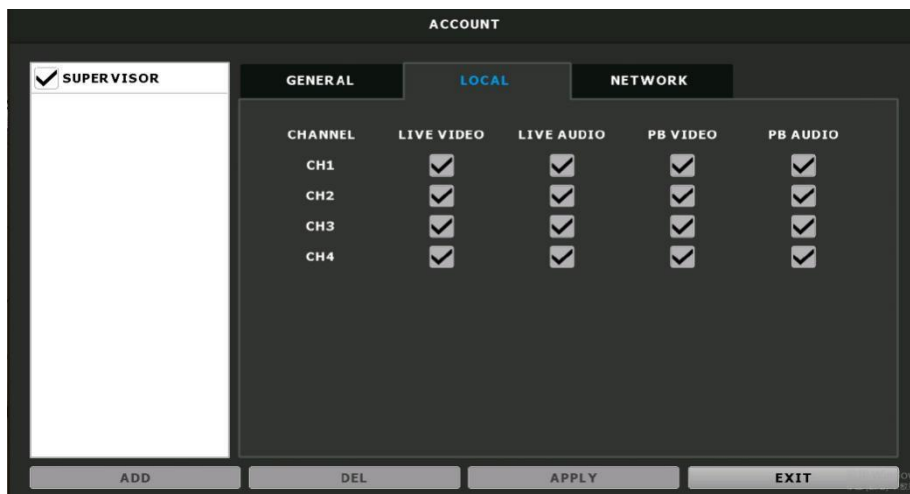 ACCOUNT
SUPERVISOR
GENERAL LOCAL NETWORK
CHANNEL LIVE VIDEO LIVE AUDIO PB VIDEO PB AUDIO
CH1
CH2
CH3
CH4
ADD DEL APPLY EXIT